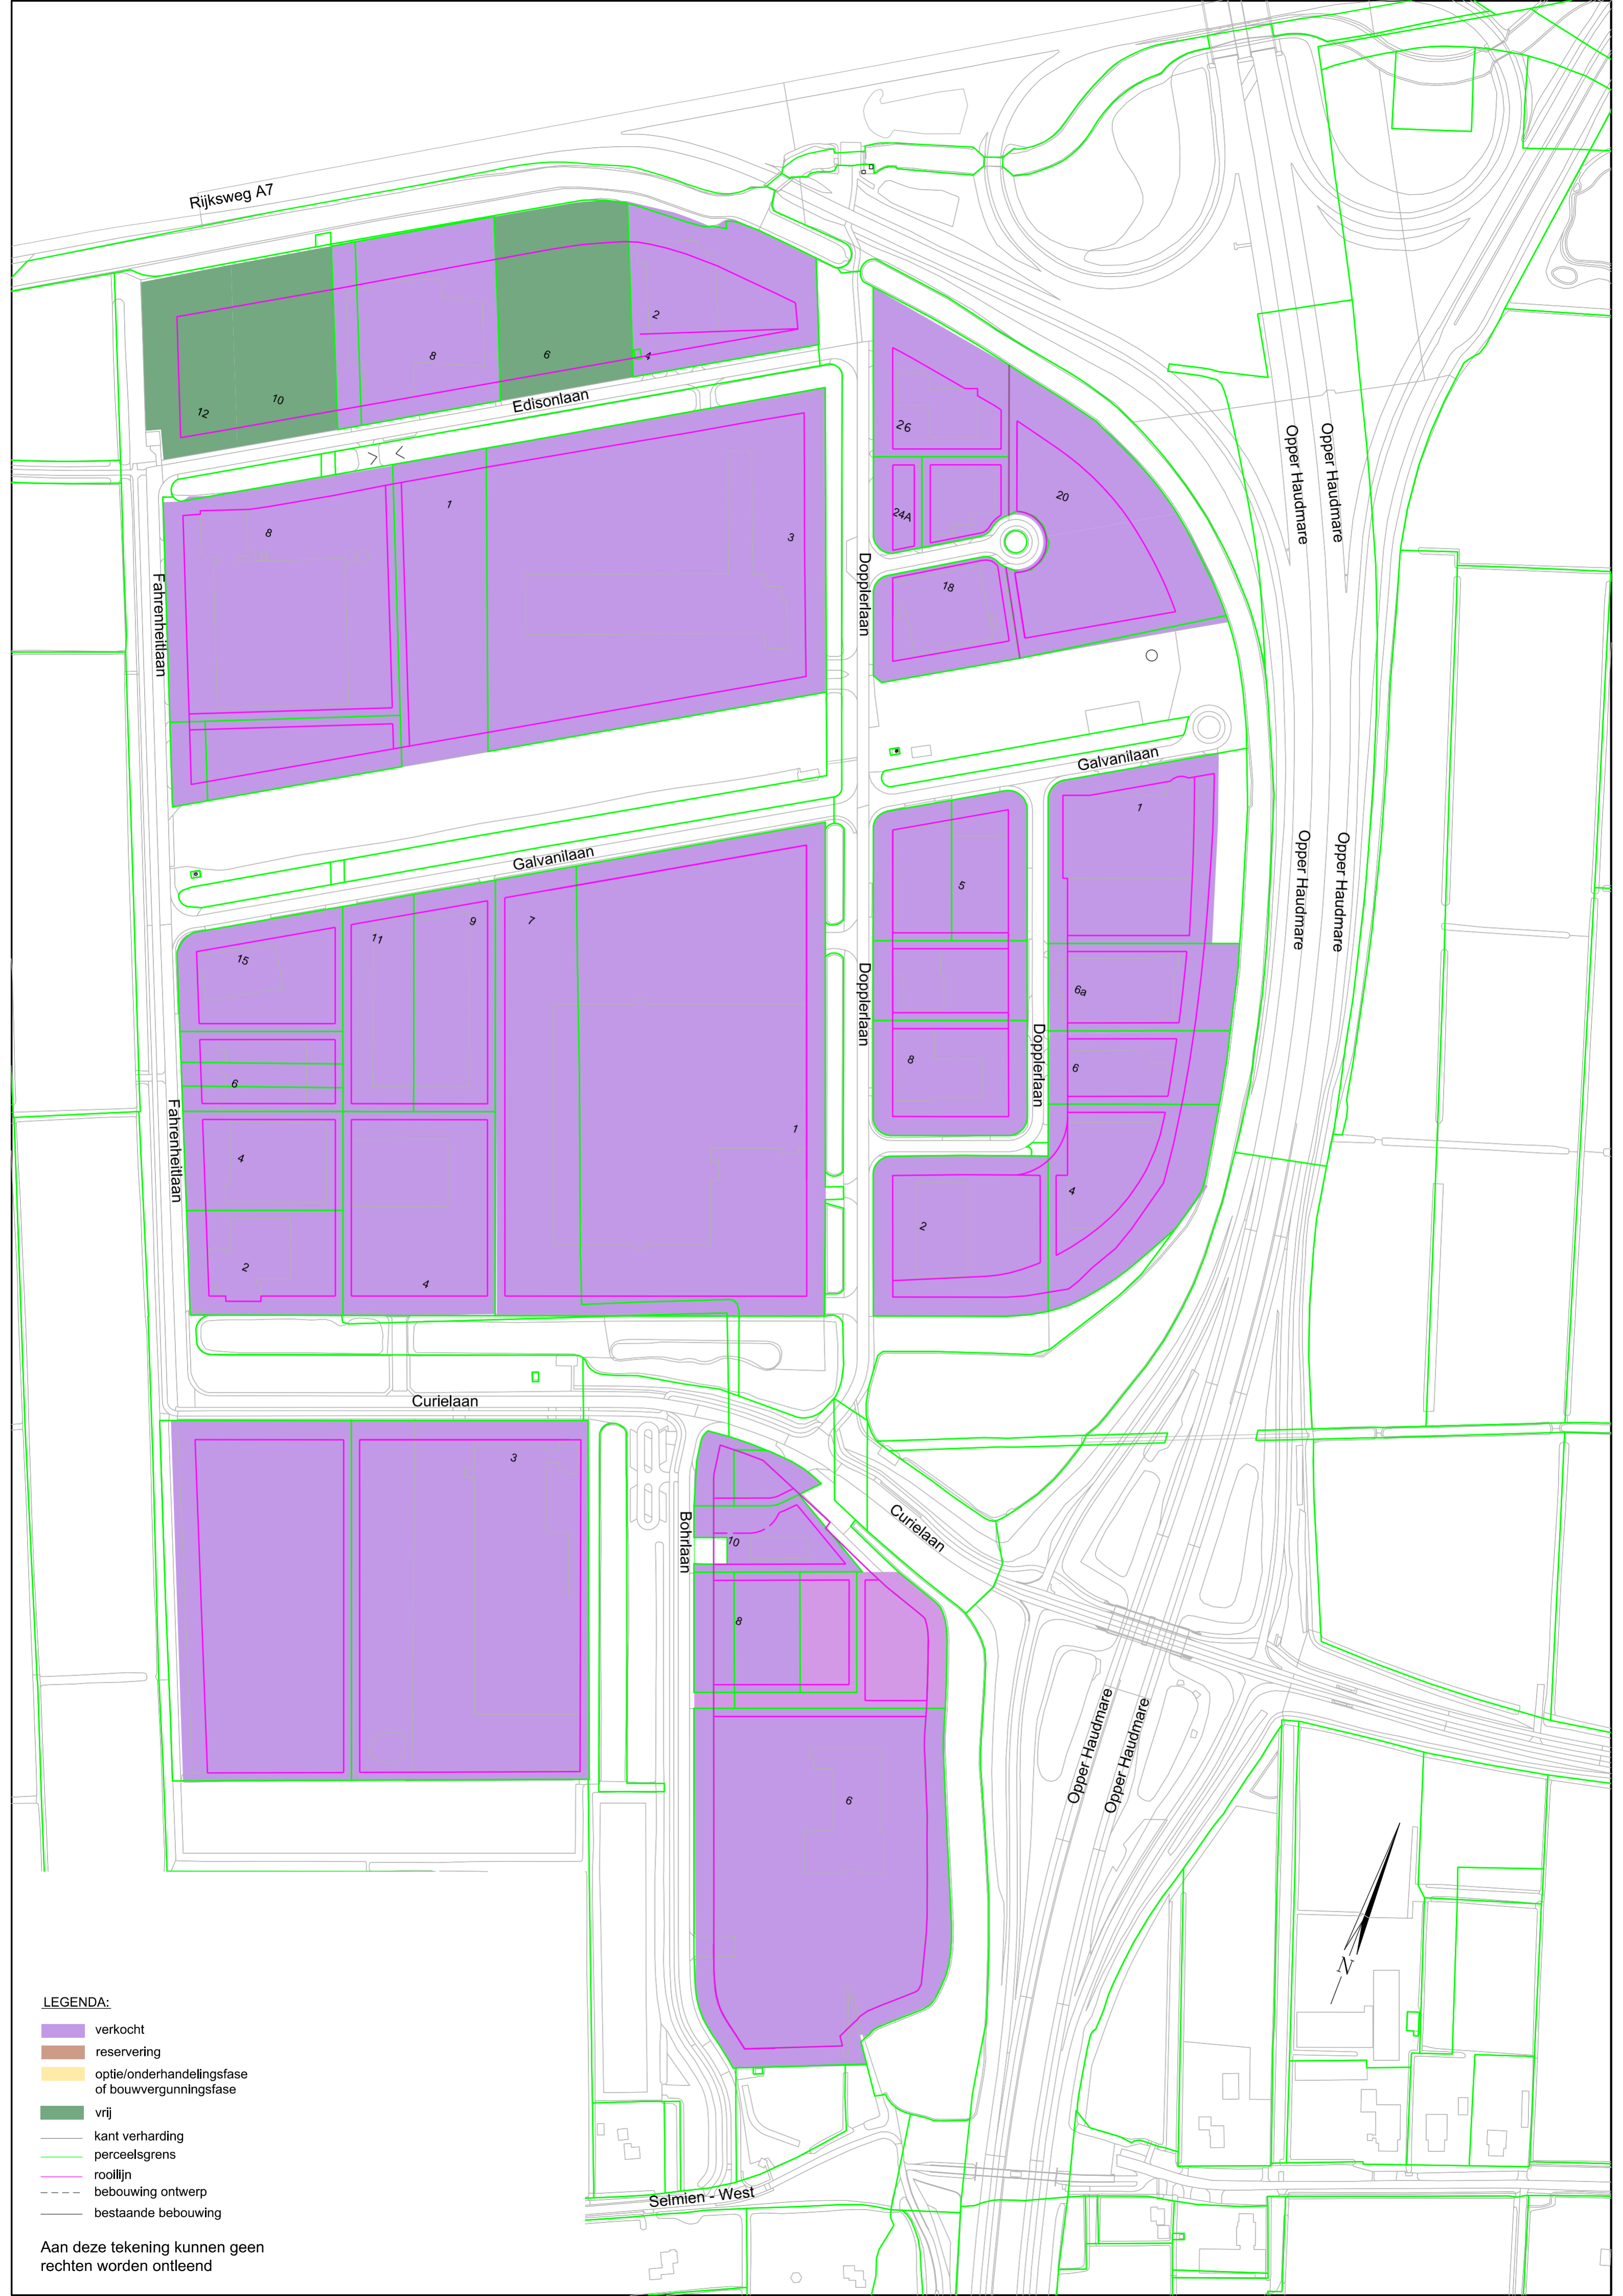 Rijksweg A7
2
8
6
4
10
12
Edisonlaan
26
Opper Haudmare
Opper Haudmare
1
8
3
20
24A
Dopplerlaan
Fahrenheitlaan
18
Galvanilaan
1
Galvanilaan
5
Opper Haudmare
Opper Haudmare
9
7
11
15
6a
Dopplerlaan
Dopplerlaan
8
6
6
Fahrenheitlaan
4
1
4
2
2
4
Curielaan
3
Bohrlaan
10
Curielaan
8
Opper Haudmare
Opper Haudmare
6
N
LEGENDA:
verkocht
reservering
optie/onderhandelingsfase
of bouwvergunningsfase
vrij
kant verharding
perceelsgrens
rooilijn
bebouwing ontwerp
bestaande bebouwing
Selmien - West
Aan deze tekening kunnen geen
rechten worden ontleend